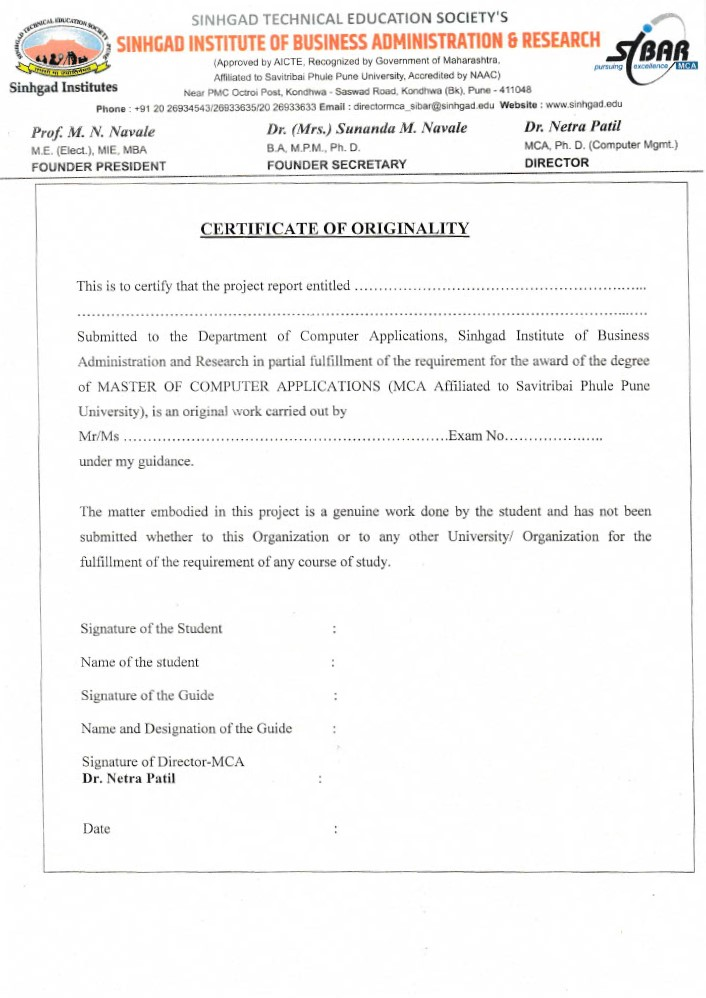 SINHGAD TECHNICAL EDUCATION SOCIETY'S
SINHGAD INSTITUTE OF BUSINESS ADMINISTRATION & RESEARCH
(Approved by AICTE, Recognized by Government of Maharashtra,
Affiliated to Savitribai Phule Pune University, Accredited by NAAC)
Near PMC Octroi Post, Kondhwa - Saswad Road, Kondhwa (Bk), Pune - 411048
Phone : +91 20 26934543/26933635/20 26933633 Email : directormca_sibar@sinhgad.edu Website : www.sinhgad.edu
SINHGAD TECHNICAL EDUCATION SOCIETY
Sinhgad Institutes
SIBAR
pursuing excellence MCA
Prof. M. N. Navale
M.E. (Elect.), MIE, MBA
FOUNDER PRESIDENT
Dr. (Mrs.) Sunanda M. Navale
B.A, M.P.M., Ph. D.
FOUNDER SECRETARY
Dr. Netra Patil
MCA, Ph. D. (Computer Mgmt.)
DIRECTOR
CERTIFICATE OF ORIGINALITY
This is to certify that the project report entitled ............................................................
......................................................................................................................
Submitted to the Department of Computer Applications, Sinhgad Institute of Business
Administration and Research in partial fulfillment of the requirement for the award of the degree
of MASTER OF COMPUTER APPLICATIONS (MCA Affiliated to Savitribai Phule Pune
University), is an original work carried out by
Mr/Ms ...................................................................Exam No....................
under my guidance.
The matter embodied in this project is a genuine work done by the student and has not been
submitted whether to this Organization or to any other University/ Organization for the
fulfillment of the requirement of any course of study.
Signature of the Student :
Name of the student :
Signature of the Guide :
Name and Designation of the Guide :
Signature of Director-MCA
Dr. Netra Patil :
Date :